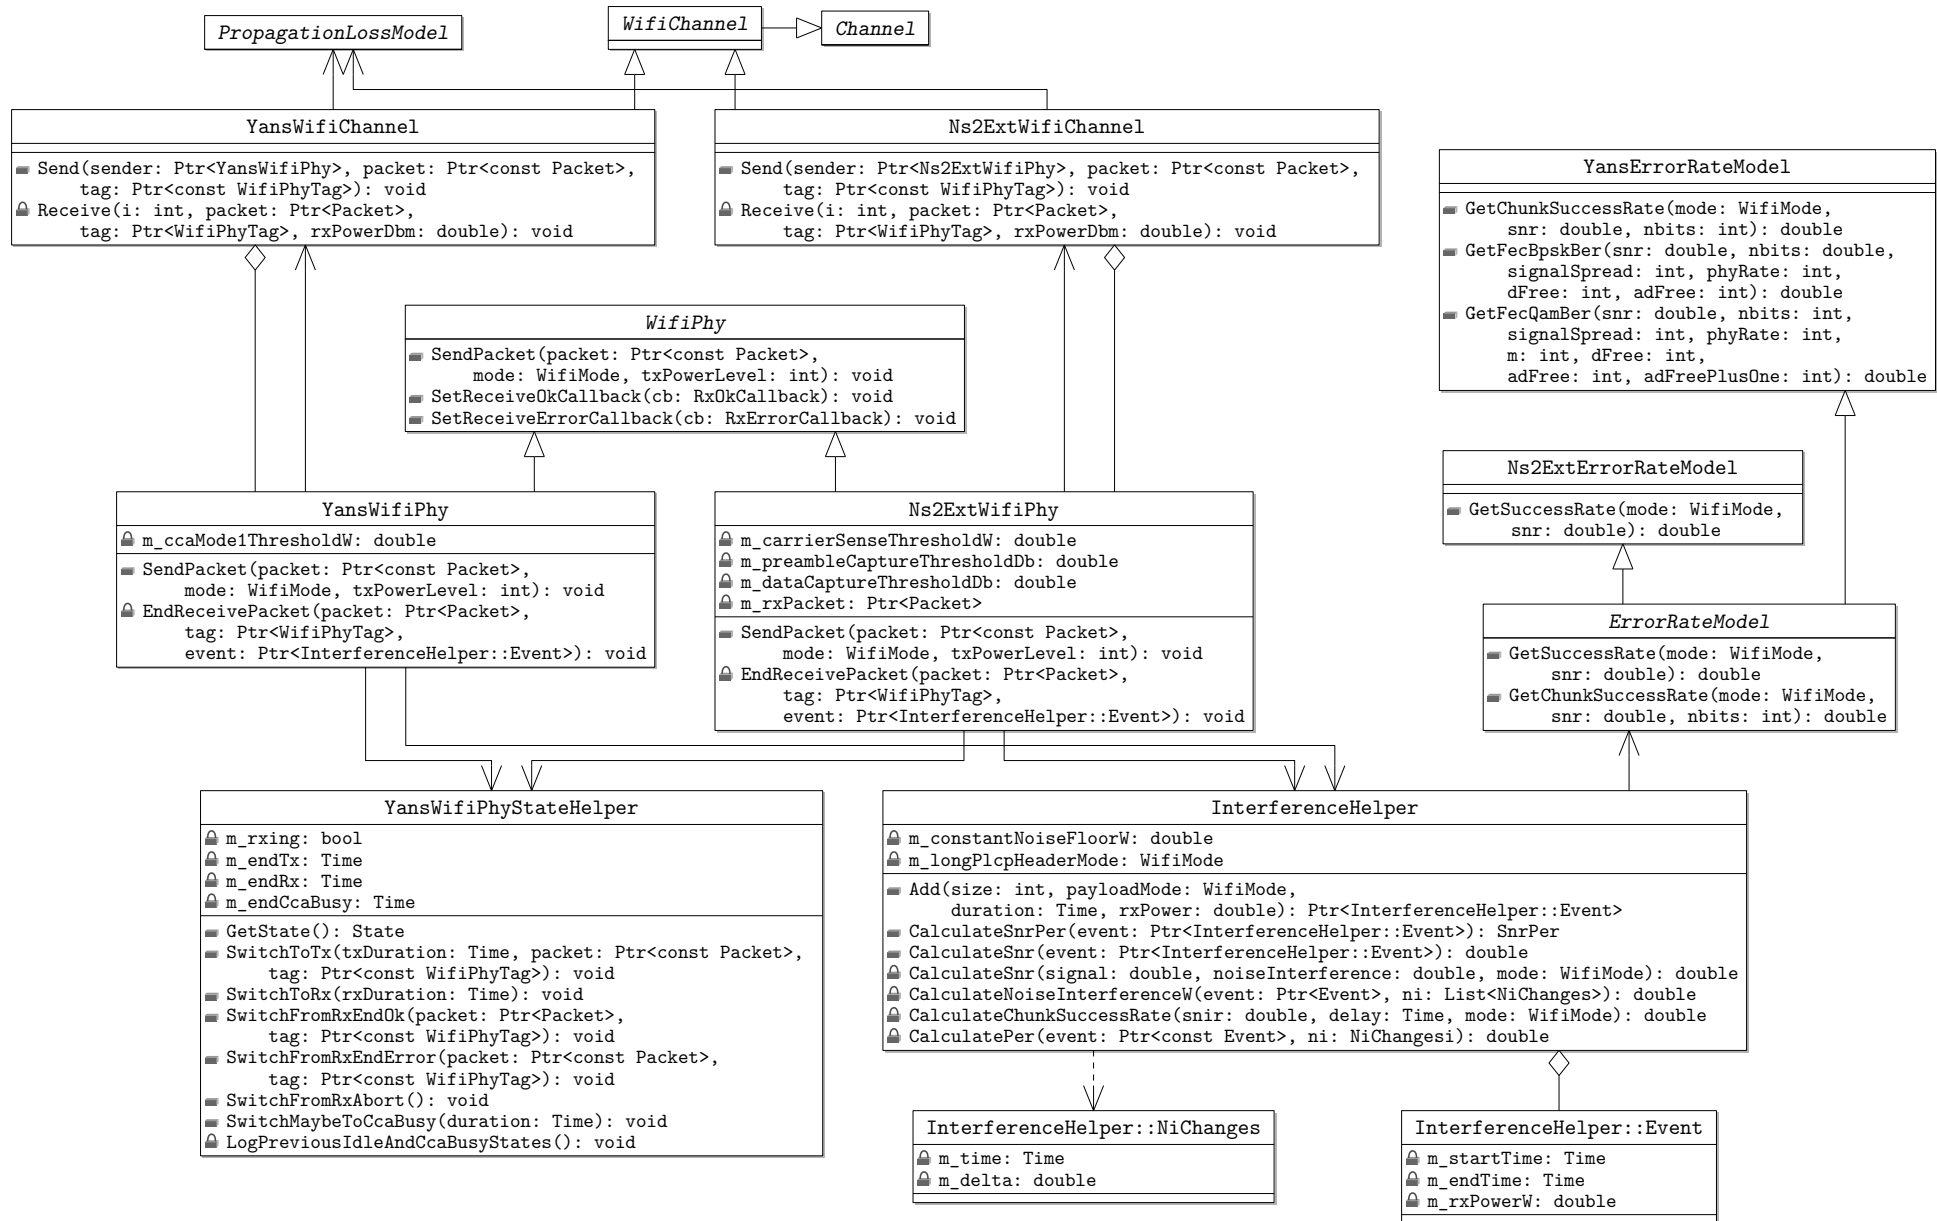 PropagationLossModel
WifiChannel
Channel
YansWifiChannel
Send(sender: Ptr<YansWifiPhy>, packet: Ptr<const Packet>,
tag: Ptr<const WifiPhyTag>): void
Receive(i: int, packet: Ptr<Packet>,
tag: Ptr<WifiPhyTag>, rxPowerDbm: double): void
Ns2ExtWifiChannel
Send(sender: Ptr<Ns2ExtWifiPhy>, packet: Ptr<const Packet>,
tag: Ptr<const WifiPhyTag>): void
Receive(i: int, packet: Ptr<Packet>,
tag: Ptr<WifiPhyTag>, rxPowerDbm: double): void
YansErrorRateModel
GetChunkSuccessRate(mode: WifiMode,
snr: double, nbits: int): double
GetFecBpskBer(snr: double, nbits: double,
signalSpread: int, phyRate: int,
dFree: int, adFree: int): double
GetFecQamBer(snr: double, nbits: int,
signalSpread: int, phyRate: int,
m: int, dFree: int,
adFree: int, adFreePlusOne: int): double
WifiPhy
SendPacket(packet: Ptr<const Packet>,
mode: WifiMode, txPowerLevel: int): void
SetReceiveOkCallback(cb: RxOkCallback): void
SetReceiveErrorCallback(cb: RxErrorCallback): void
Ns2ExtErrorRateModel
GetSuccessRate(mode: WifiMode,
snr: double): double
YansWifiPhy
m_ccaMode1ThresholdW: double
SendPacket(packet: Ptr<const Packet>,
mode: WifiMode, txPowerLevel: int): void
EndReceivePacket(packet: Ptr<Packet>,
tag: Ptr<WifiPhyTag>,
event: Ptr<InterferenceHelper::Event>): void
Ns2ExtWifiPhy
m_carrierSenseThresholdW: double
m_preambleCaptureThresholdDb: double
m_dataCaptureThresholdDb: double
m_rxPacket: Ptr<Packet>
SendPacket(packet: Ptr<const Packet>,
mode: WifiMode, txPowerLevel: int): void
EndReceivePacket(packet: Ptr<Packet>,
tag: Ptr<WifiPhyTag>,
event: Ptr<InterferenceHelper::Event>): void
ErrorRateModel
GetSuccessRate(mode: WifiMode,
snr: double): double
GetChunkSuccessRate(mode: WifiMode,
snr: double, nbits: int): double
YansWifiPhyStateHelper
m_rxing: bool
m_endTx: Time
m_endRx: Time
m_endCcaBusy: Time
GetState(): State
SwitchToTx(txDuration: Time, packet: Ptr<const Packet>,
tag: Ptr<const WifiPhyTag>): void
SwitchToRx(rxDuration: Time): void
SwitchFromRxEndOk(packet: Ptr<Packet>,
tag: Ptr<const WifiPhyTag>): void
SwitchFromRxEndError(packet: Ptr<const Packet>,
tag: Ptr<const WifiPhyTag>): void
SwitchFromRxAbort(): void
SwitchMaybeToCcaBusy(duration: Time): void
LogPreviousIdleAndCcaBusyStates(): void
InterferenceHelper
m_constantNoiseFloorW: double
m_longPlcpHeaderMode: WifiMode
Add(size: int, payloadMode: WifiMode,
duration: Time, rxPower: double): Ptr<InterferenceHelper::Event>
CalculateSnrPer(event: Ptr<InterferenceHelper::Event>): SnrPer
CalculateSnr(event: Ptr<InterferenceHelper::Event>): double
CalculateSnr(signal: double, noiseInterference: double, mode: WifiMode): double
CalculateNoiseInterferenceW(event: Ptr<Event>, ni: List<NiChanges>): double
CalculateChunkSuccessRate(snir: double, delay: Time, mode: WifiMode): double
CalculatePer(event: Ptr<const Event>, ni: NiChangesi): double
InterferenceHelper::NiChanges
m_time: Time
m_delta: double
InterferenceHelper::Event
m_startTime: Time
m_endTime: Time
m_rxPowerW: double